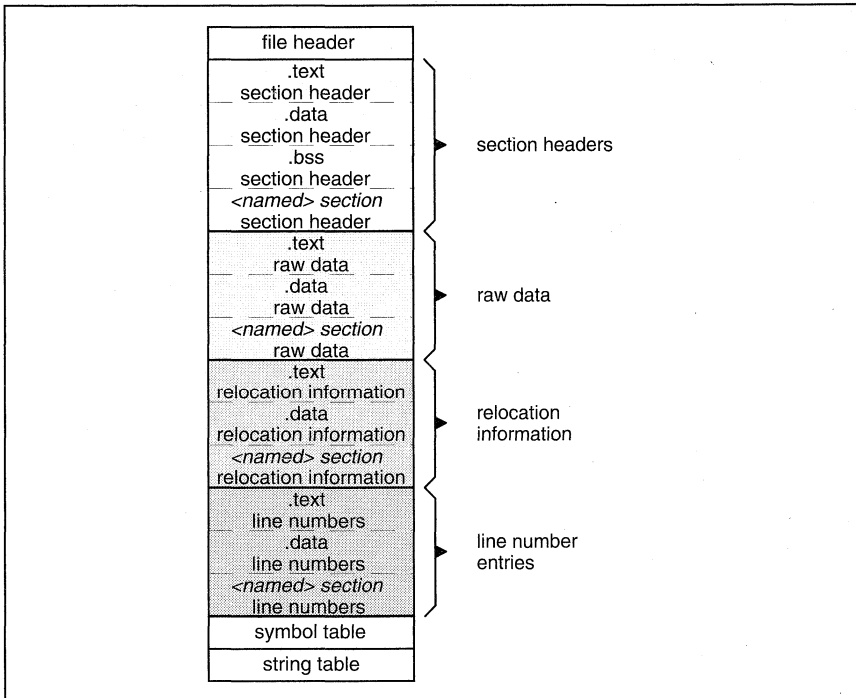 file header
.text
section header
.data
section header
.bss
section header
<named> section
section header
section headers
.text
raw data
.data
raw data
<named> section
raw data
raw data
.text
relocation information
.data
relocation information
<named> section
relocation information
relocation
information
.text
line numbers
.data
line numbers
<named> section
line numbers
line number
entries
symbol table
string table